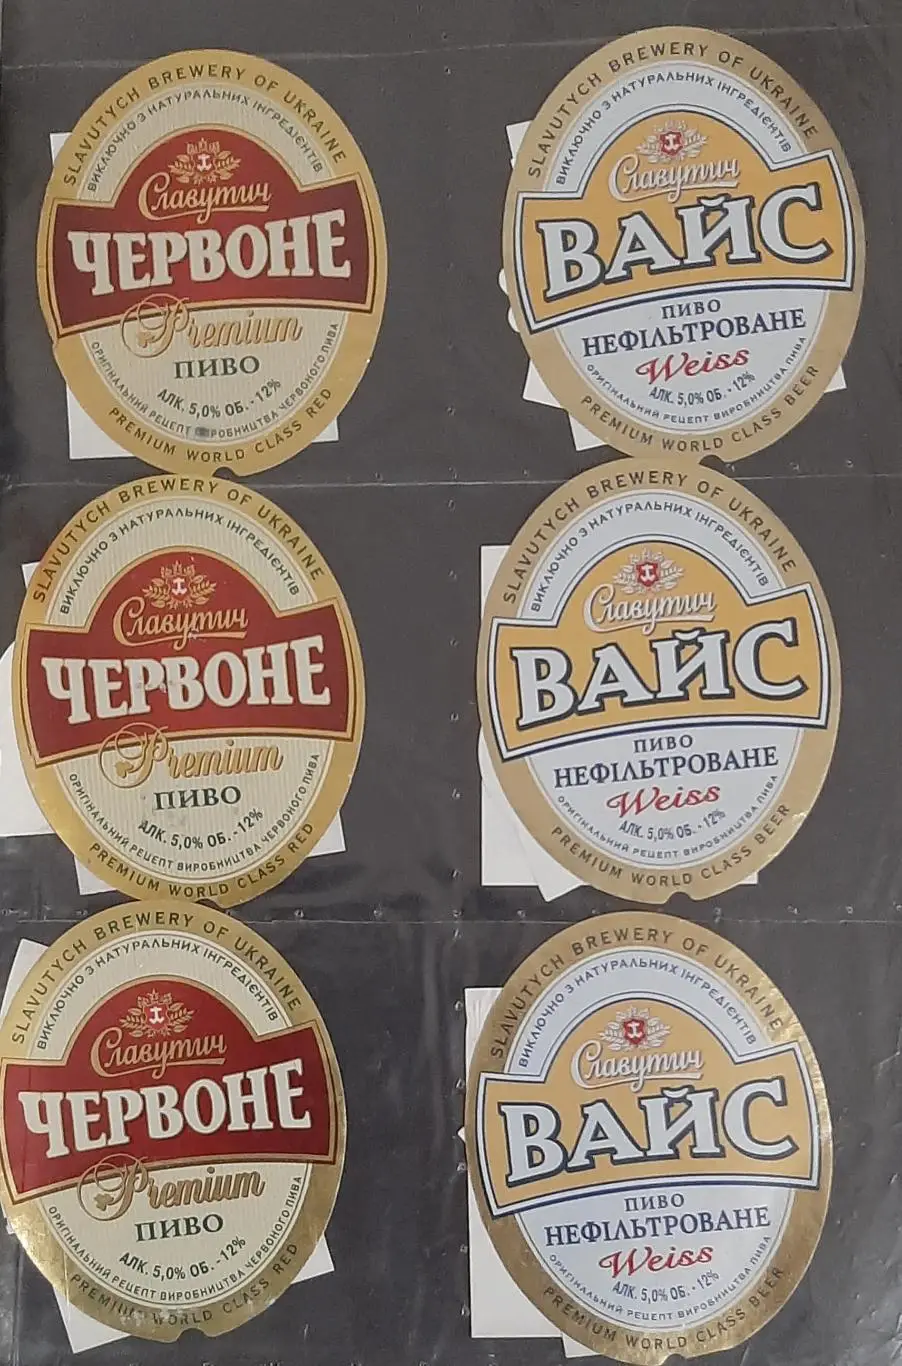 SLAVUTYCH BREWERY OF UKRAINE
ВИКЛЮЧНО З НАТУРАЛЬНИХ ІНГРЕДІЄНТІВ
Славутич
ЧЕРВОНЕ
Premium
ПИВО
АЛК. 5,0% ОБ. - 12%
ОРИГІНАЛЬНИЙ РЕЦЕПТ ВИРОБНИЦТВА ЧЕРВОНОГО ПИВА
PREMIUM WORLD CLASS RED
SLAVUTYCH BREWERY OF UKRAINE
ВИКЛЮЧНО З НАТУРАЛЬНИХ ІНГРЕДІЄНТІВ
Славутич
ВАЙС
ПИВО
НЕФІЛЬТРОВАНЕ
Weiss
АЛК. 5,0% ОБ. - 12%
ОРИГІНАЛЬНИЙ РЕЦЕПТ ВИРОБНИЦТВА ПИВА
PREMIUM WORLD CLASS BEER
SLAVUTYCH BREWERY OF UKRAINE
ВИКЛЮЧНО З НАТУРАЛЬНИХ ІНГРЕДІЄНТІВ
Славутич
ЧЕРВОНЕ
Premium
ПИВО
АЛК. 5,0% ОБ. - 12%
ОРИГІНАЛЬНИЙ РЕЦЕПТ ВИРОБНИЦТВА ЧЕРВОНОГО ПИВА
PREMIUM WORLD CLASS RED
SLAVUTYCH BREWERY OF UKRAINE
ВИКЛЮЧНО З НАТУРАЛЬНИХ ІНГРЕДІЄНТІВ
Славутич
ВАЙС
ПИВО
НЕФІЛЬТРОВАНЕ
Weiss
АЛК. 5,0% ОБ. - 12%
ОРИГІНАЛЬНИЙ РЕЦЕПТ ВИРОБНИЦТВА ПИВА
PREMIUM WORLD CLASS BEER
SLAVUTYCH BREWERY OF UKRAINE
ВИКЛЮЧНО З НАТУРАЛЬНИХ ІНГРЕДІЄНТІВ
Славутич
ЧЕРВОНЕ
Premium
ПИВО
АЛК. 5,0% ОБ. - 12%
ОРИГІНАЛЬНИЙ РЕЦЕПТ ВИРОБНИЦТВА ЧЕРВОНОГО ПИВА
PREMIUM WORLD CLASS RED
SLAVUTYCH BREWERY OF UKRAINE
ВИКЛЮЧНО З НАТУРАЛЬНИХ ІНГРЕДІЄНТІВ
Славутич
ВАЙС
ПИВО
НЕФІЛЬТРОВАНЕ
Weiss
АЛК. 5,0% ОБ. - 12%
ОРИГІНАЛЬНИЙ РЕЦЕПТ ВИРОБНИЦТВА ПИВА
PREMIUM WORLD CLASS BEER